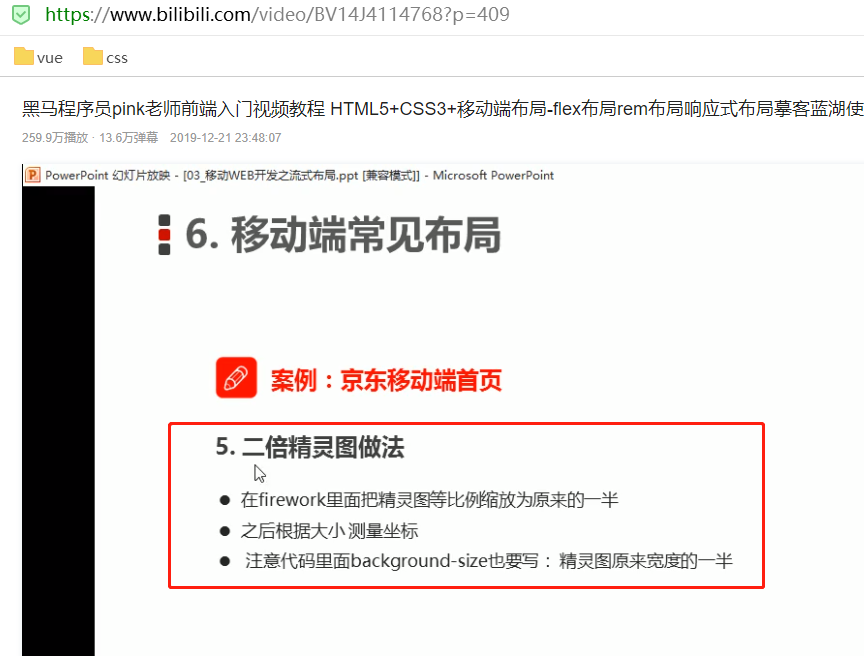 https://www.bilibili.com/video/BV14J4114768?p=409
vue css
黑马程序员pink老师前端入门视频教程 HTML5+CSS3+移动端布局-flex布局rem布局响应式布局摹客蓝湖使
259.9万播放 · 13.6万弹幕 2019-12-21 23:48:07
PowerPoint 幻灯片放映 - [03_移动WEB开发之流式布局.ppt [兼容模式]] - Microsoft PowerPoint
6. 移动端常见布局
案例：京东移动端首页
5. 二倍精灵图做法
● 在firework里面把精灵图等比例缩放为原来的一半
● 之后根据大小 测量坐标
● 注意代码里面background-size也要写： 精灵图原来宽度的一半